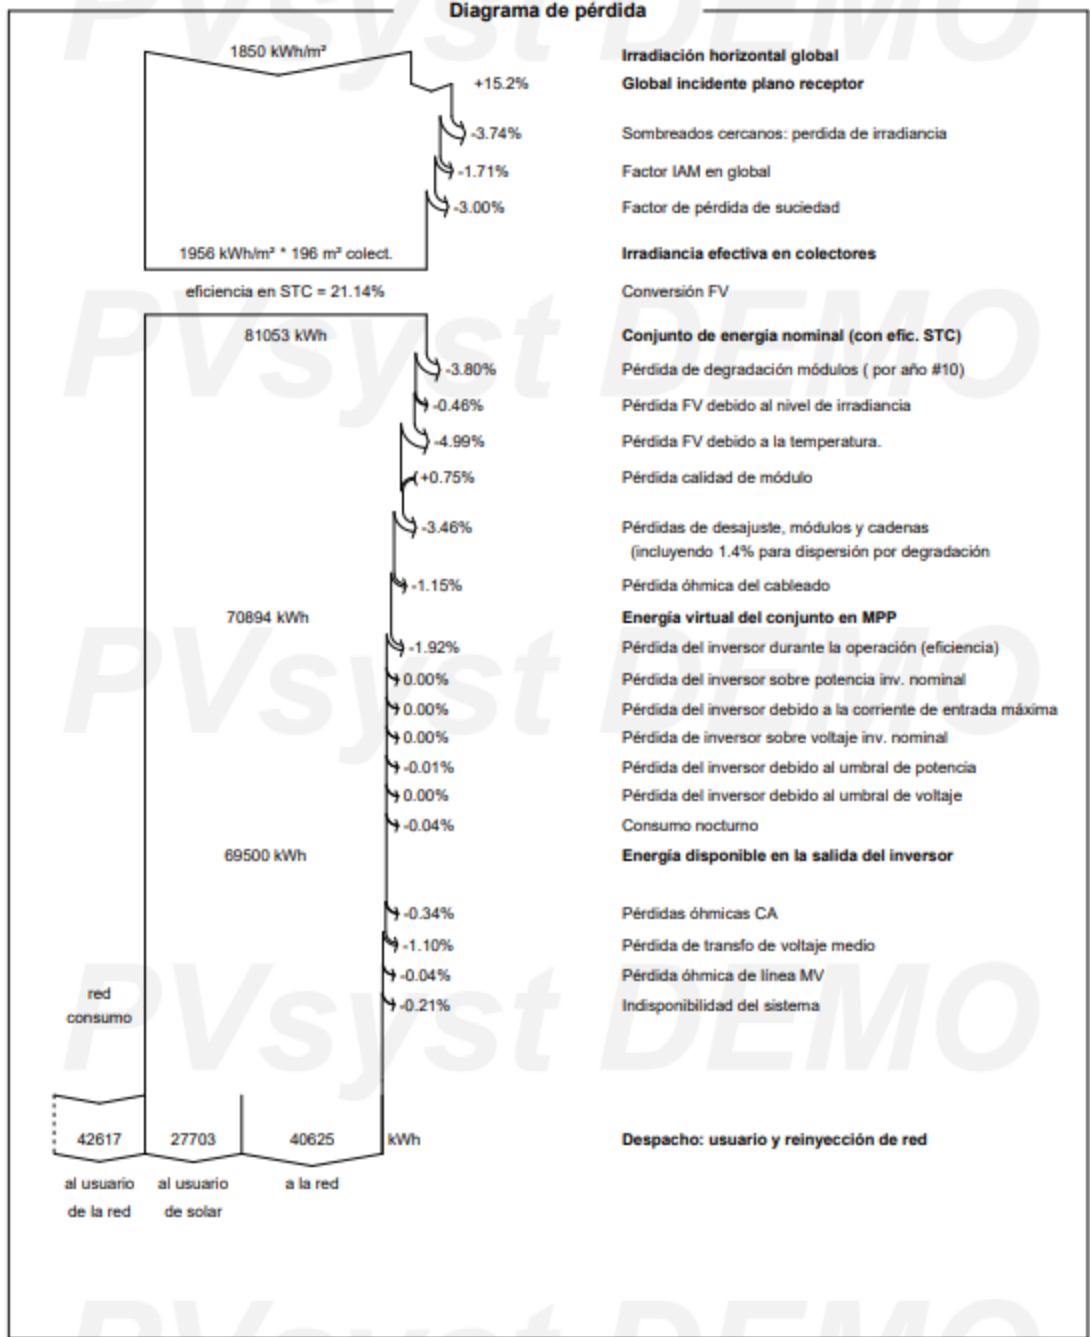 Diagrama de pérdida
1850 kWh/m² Irradiación horizontal global
+15.2% Global incidente plano receptor
-3.74% Sombreados cercanos: perdida de irradiancia
-1.71% Factor IAM en global
-3.00% Factor de pérdida de suciedad
1956 kWh/m² * 196 m² colect. Irradiancia efectiva en colectores
eficiencia en STC = 21.14% Conversión FV
PVsyst DEMO
81053 kWh Conjunto de energía nominal (con efic. STC)
-3.80% Pérdida de degradación módulos ( por año #10)
-0.46% Pérdida FV debido al nivel de irradiancia
-4.99% Pérdida FV debido a la temperatura.
+0.75% Pérdida calidad de módulo
-3.46% Pérdidas de desajuste, módulos y cadenas
(incluyendo 1.4% para dispersión por degradación
-1.15% Pérdida óhmica del cableado
70894 kWh Energía virtual del conjunto en MPP
-1.92% Pérdida del inversor durante la operación (eficiencia)
PVsyst DEMO
0.00% Pérdida del inversor sobre potencia inv. nominal
0.00% Pérdida del inversor debido a la corriente de entrada máxima
0.00% Pérdida de inversor sobre voltaje inv. nominal
-0.01% Pérdida del inversor debido al umbral de potencia
0.00% Pérdida del inversor debido al umbral de voltaje
-0.04% Consumo nocturno
69500 kWh Energía disponible en la salida del inversor
-0.34% Pérdidas óhmicas CA
-1.10% Pérdida de transfo de voltaje medio
-0.04% Pérdida óhmica de línea MV
red
-0.21% Indisponibilidad del sistema
consumo
PVsyst DEMO
42617 27703 40625 kWh Despacho: usuario y reinyección de red
al usuario al usuario a la red
de la red de solar